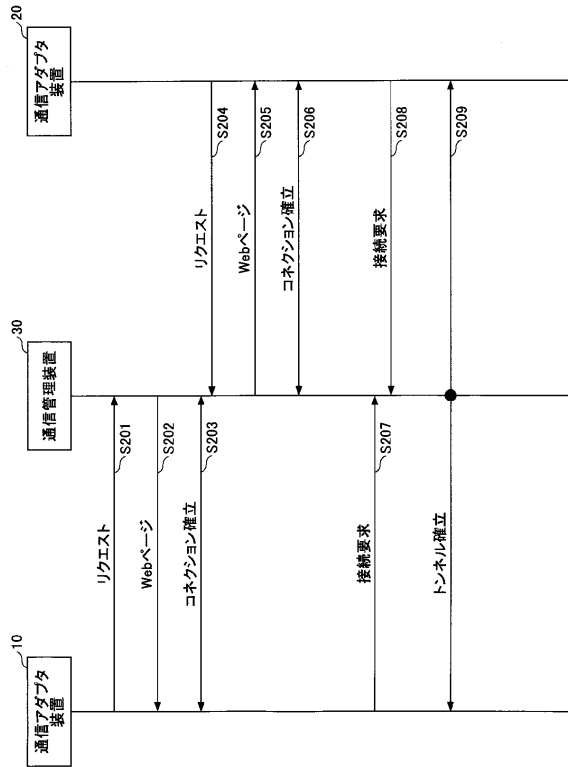 10
通信アダプタ
装置
30
通信管理装置
20
通信アダプタ
装置
リクエスト
S201
Webページ
S202
コネクション確立
S203
リクエスト
S204
Webページ
S205
コネクション確立
S206
接続要求
S207
接続要求
S208
トンネル確立
S209